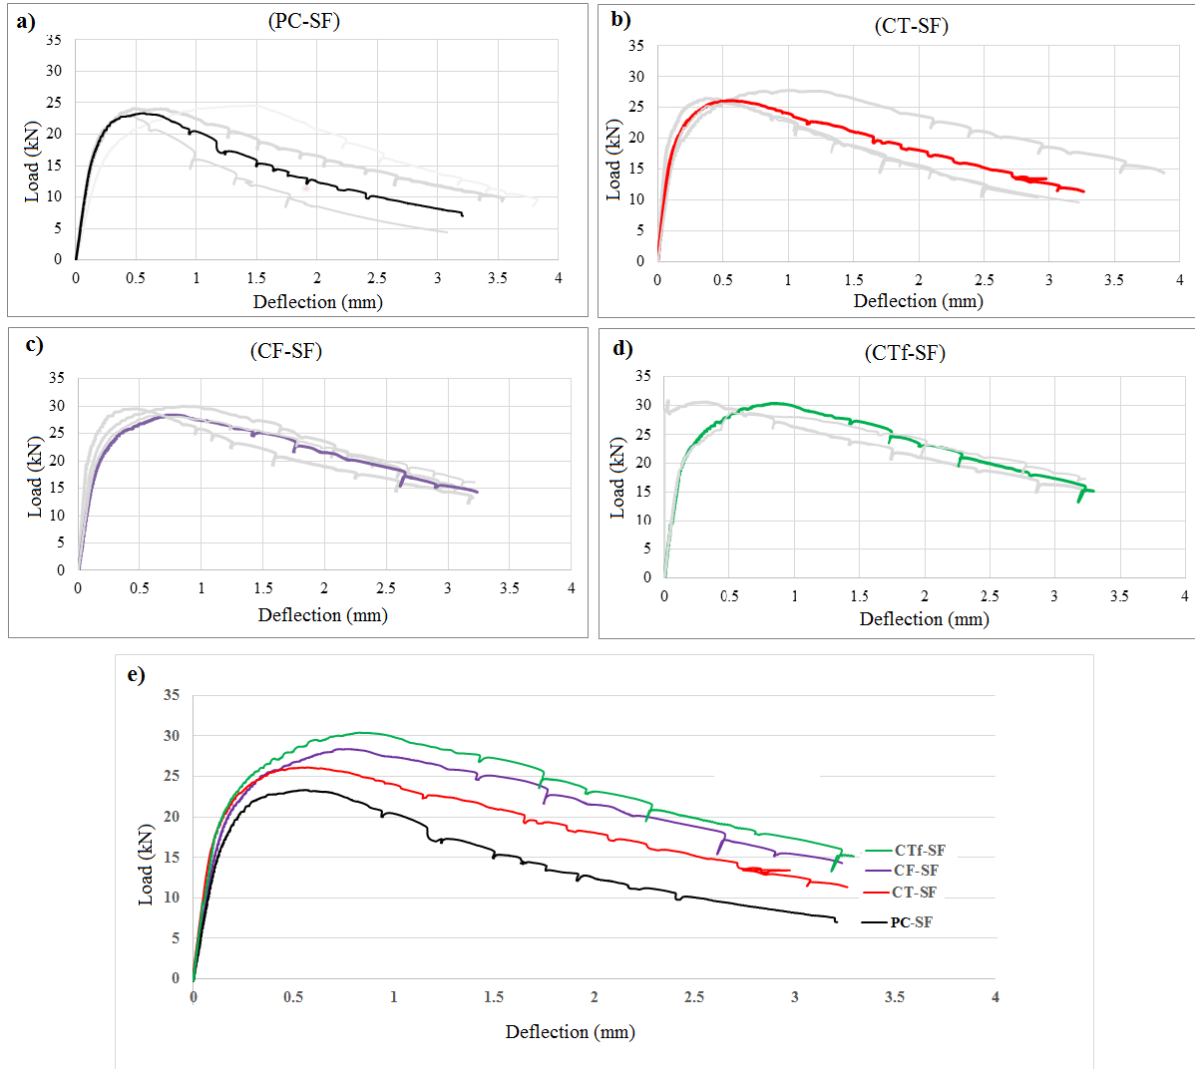 a)
(PC-SF)
35
30
25
20
15
10
5
0
Load (kN)
0 0.5 1 1.5 2 2.5 3 3.5 4
Deflection (mm)
b)
(CT-SF)
35
30
25
20
15
10
5
0
Load (kN)
0 0.5 1 1.5 2 2.5 3 3.5 4
Deflection (mm)
c)
(CF-SF)
35
30
25
20
15
10
5
0
Load (kN)
0 0.5 1 1.5 2 2.5 3 3.5 4
Deflection (mm)
d)
(CTf-SF)
35
30
25
20
15
10
5
0
Load (kN)
0 0.5 1 1.5 2 2.5 3 3.5 4
Deflection (mm)
e)
35
30
25
20
15
10
5
0
Load (kN)
CTf-SF
CF-SF
CT-SF
PC-SF
0 0.5 1 1.5 2 2.5 3 3.5 4
Deflection (mm)